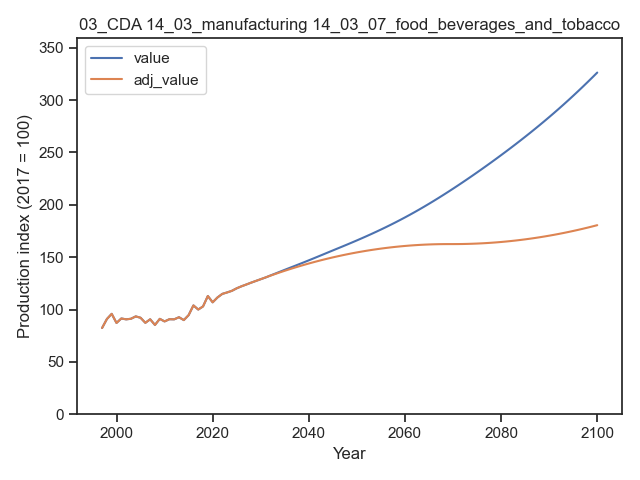 03_CDA 14_03_manufacturing 14_03_07_food_beverages_and_tobacco
value
adj_value
Production index (2017 = 100)
350
300
250
200
150
100
50
0
2000 2020 2040 2060 2080 2100
Year